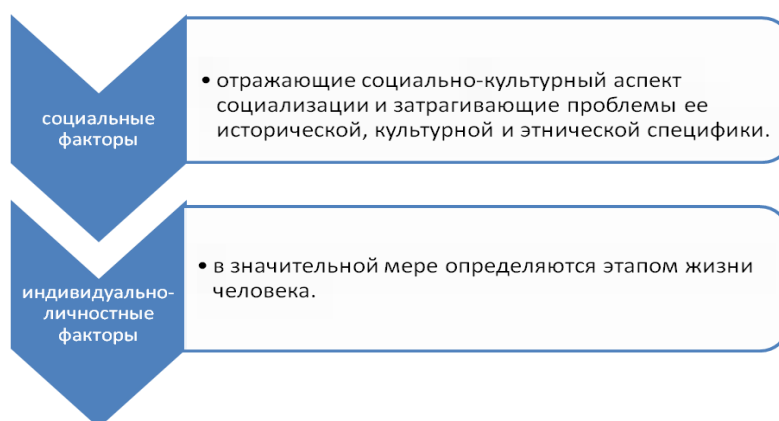 социальные
факторы
• отражающие социально-культурный аспект
социализации и затрагивающие проблемы ее
исторической, культурной и этнической специфики.
индивидуально-
личностные
факторы
• в значительной мере определяются этапом жизни
человека.